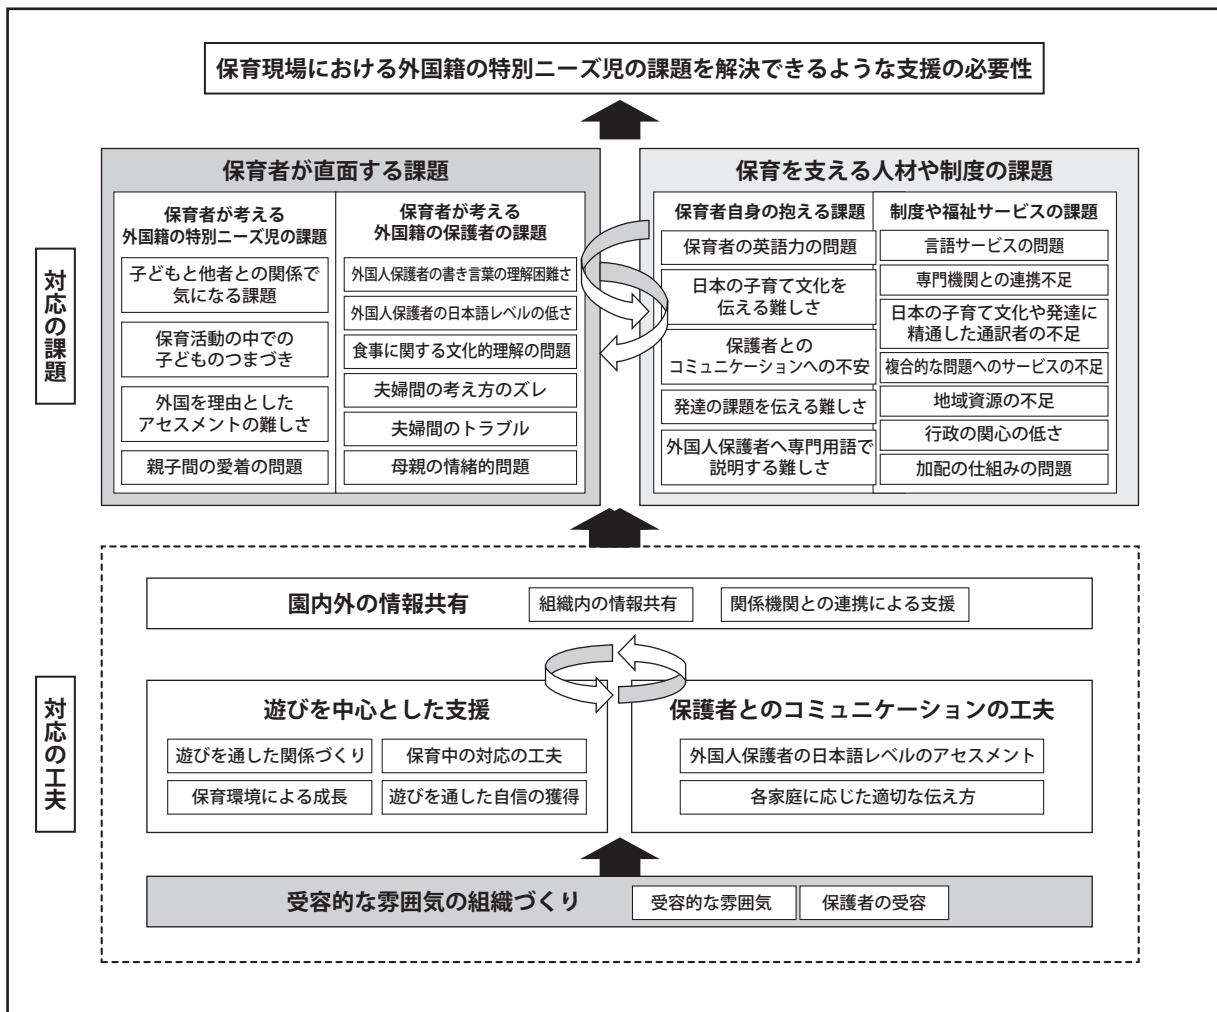 保育現場における外国籍の特別ニーズ児の課題を解決できるような支援の必要性
対応の課題
保育者が直面する課題
保育者が考える
外国籍の特別ニーズ児の課題
子どもと他者との関係で
気になる課題
保育活動の中での
子どものつまづき
外国を理由とした
アセスメントの難しさ
親子間の愛着の問題
保育者が考える
外国籍の保護者の課題
外国人保護者の書き言葉の理解困難さ
外国人保護者の日本語レベルの低さ
食事に関する文化的理解の問題
夫婦間の考え方のズレ
夫婦間のトラブル
母親の情緒的問題
保育を支える人材や制度の課題
保育者自身の抱える課題
保育者の英語力の問題
日本の子育て文化を
伝える難しさ
保護者との
コミュニケーションへの不安
発達の課題を伝える難しさ
外国人保護者へ専門用語で
説明する難しさ
制度や福祉サービスの課題
言語サービスの問題
専門機関との連携不足
日本の子育て文化や発達に
精通した通訳者の不足
複合的な問題へのサービスの不足
地域資源の不足
行政の関心の低さ
加配の仕組みの問題
対応の工夫
園内外の情報共有
組織内の情報共有
関係機関との連携による支援
遊びを中心とした支援
遊びを通した関係づくり
保育中の対応の工夫
保育環境による成長
遊びを通した自信の獲得
保護者とのコミュニケーションの工夫
外国人保護者の日本語レベルのアセスメント
各家庭に応じた適切な伝え方
受容的な雰囲気の組織づくり
受容的な雰囲気
保護者の受容